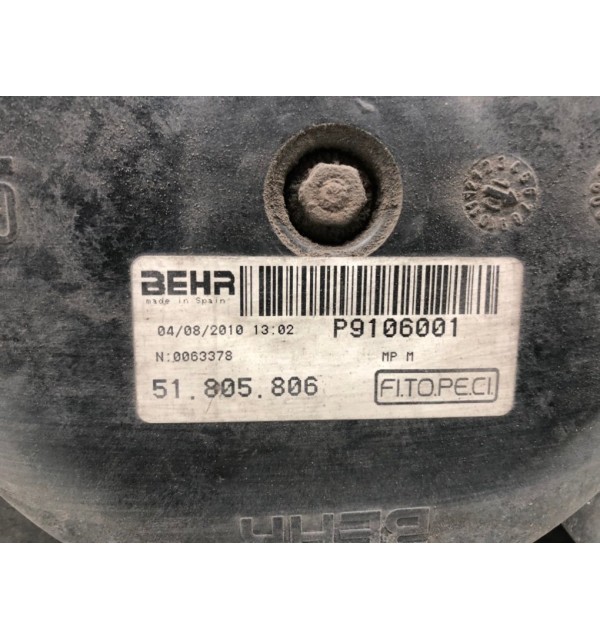 BEHR
made in Spain
04/08/2010 13:02 P9106001
N:0063378 MP M
51.805.806 FI.TO.PE.CI.
BEHR